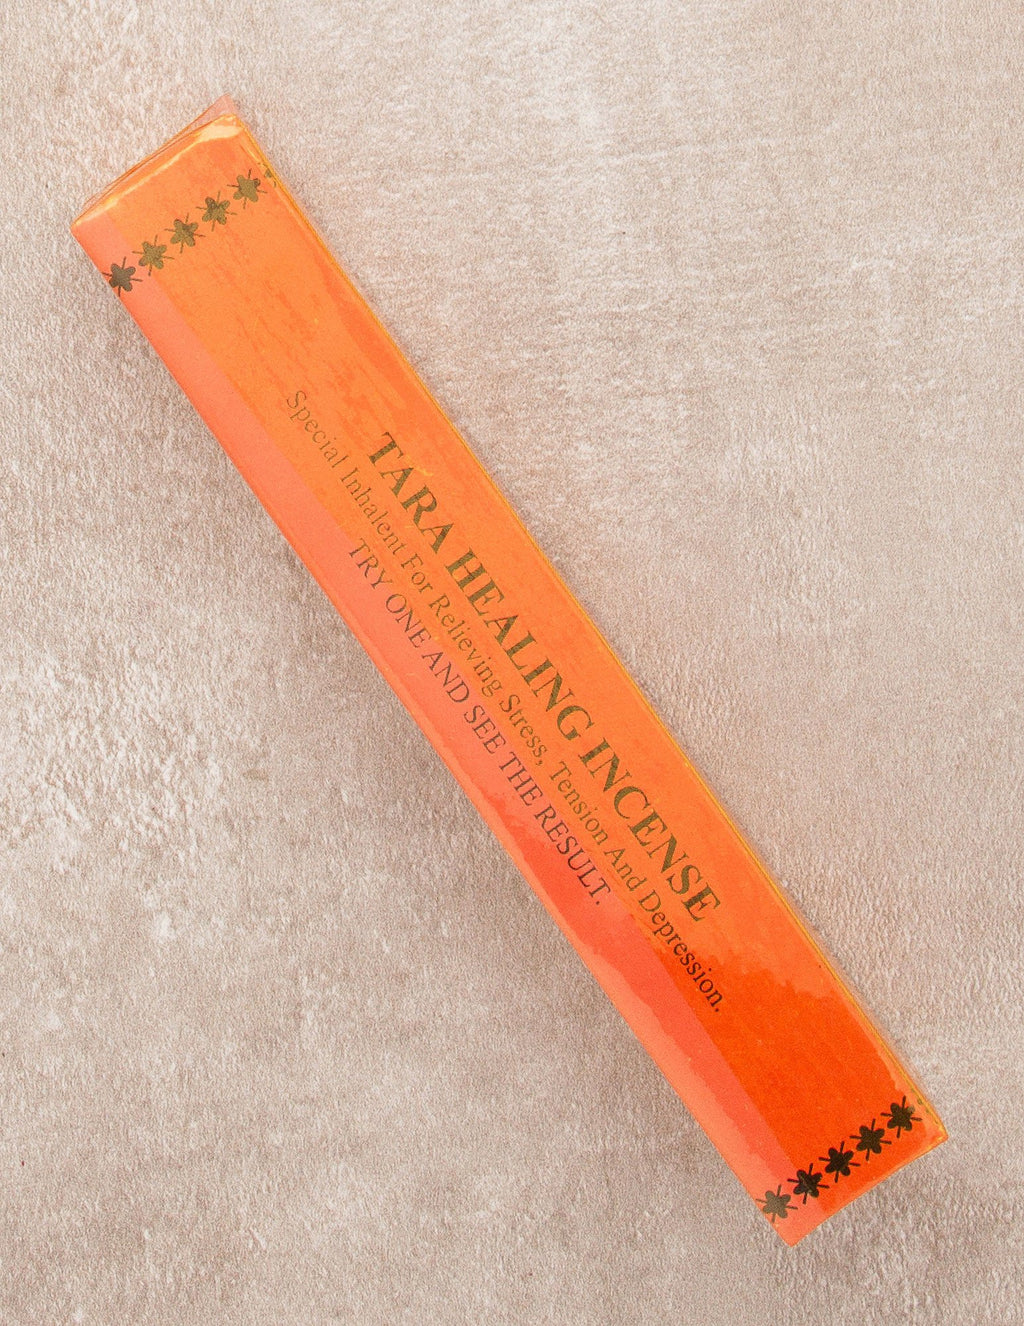 TARA HEALING INCENSE
Special Inhalent For Relieving Stress, Tension And Depression.
TRY ONE AND SEE THE RESULT.